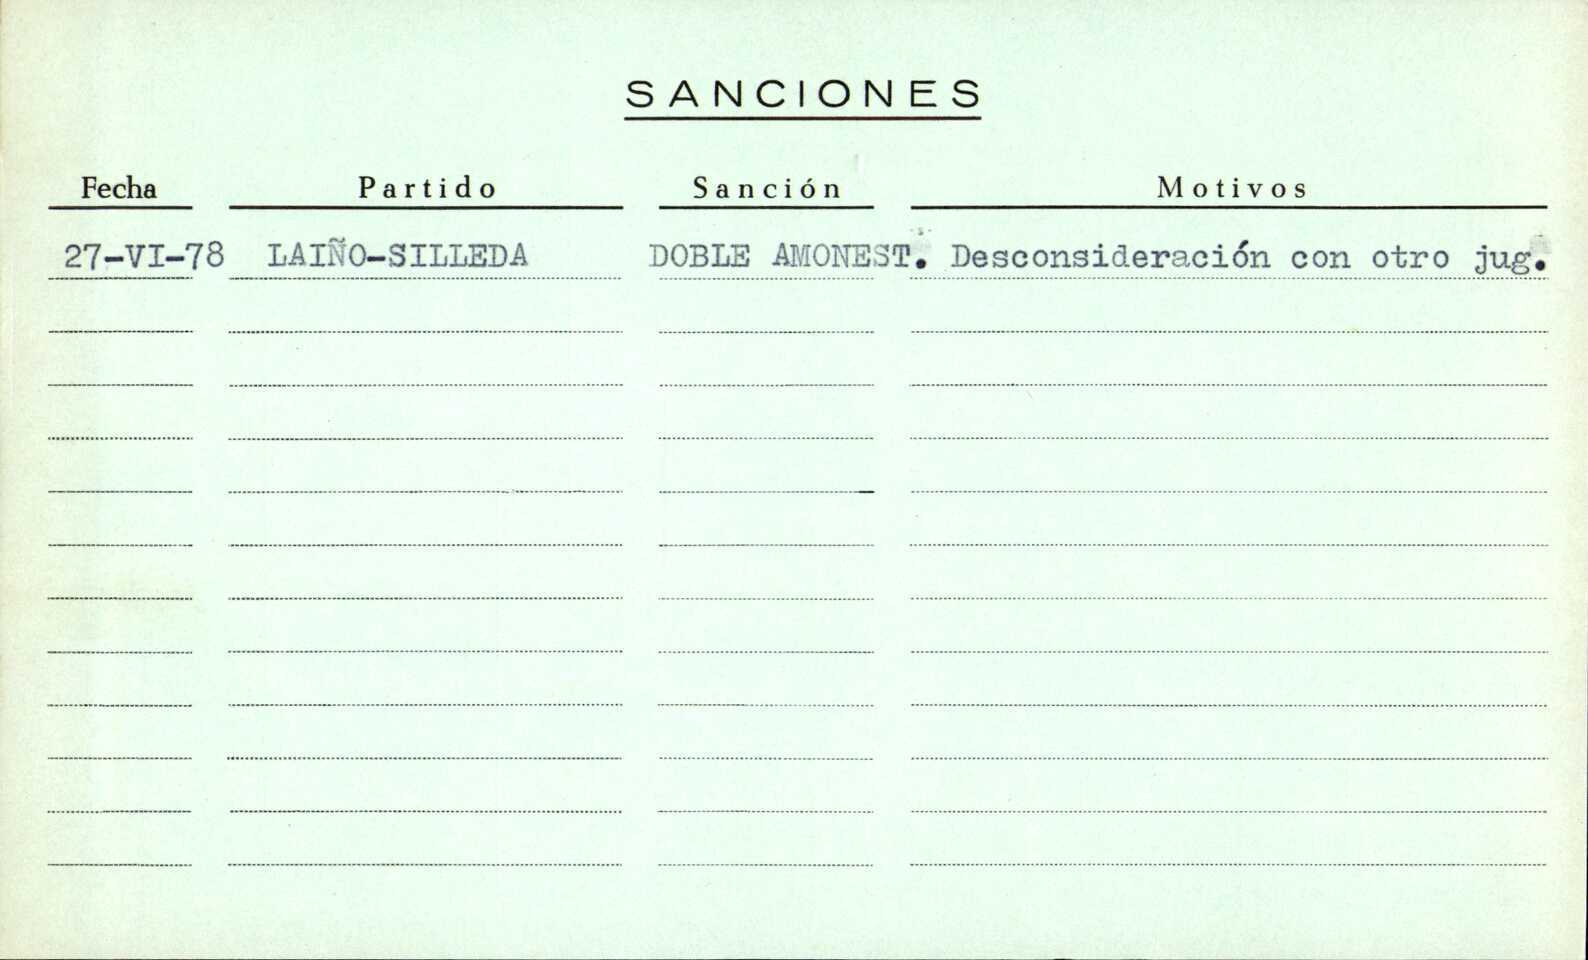 SANCIONES
Fecha Partido Sanción Motivos
27-VI-78 LAIÑO-SILLEDA DOBLE AMONEST. Desconsideración con otro jug.